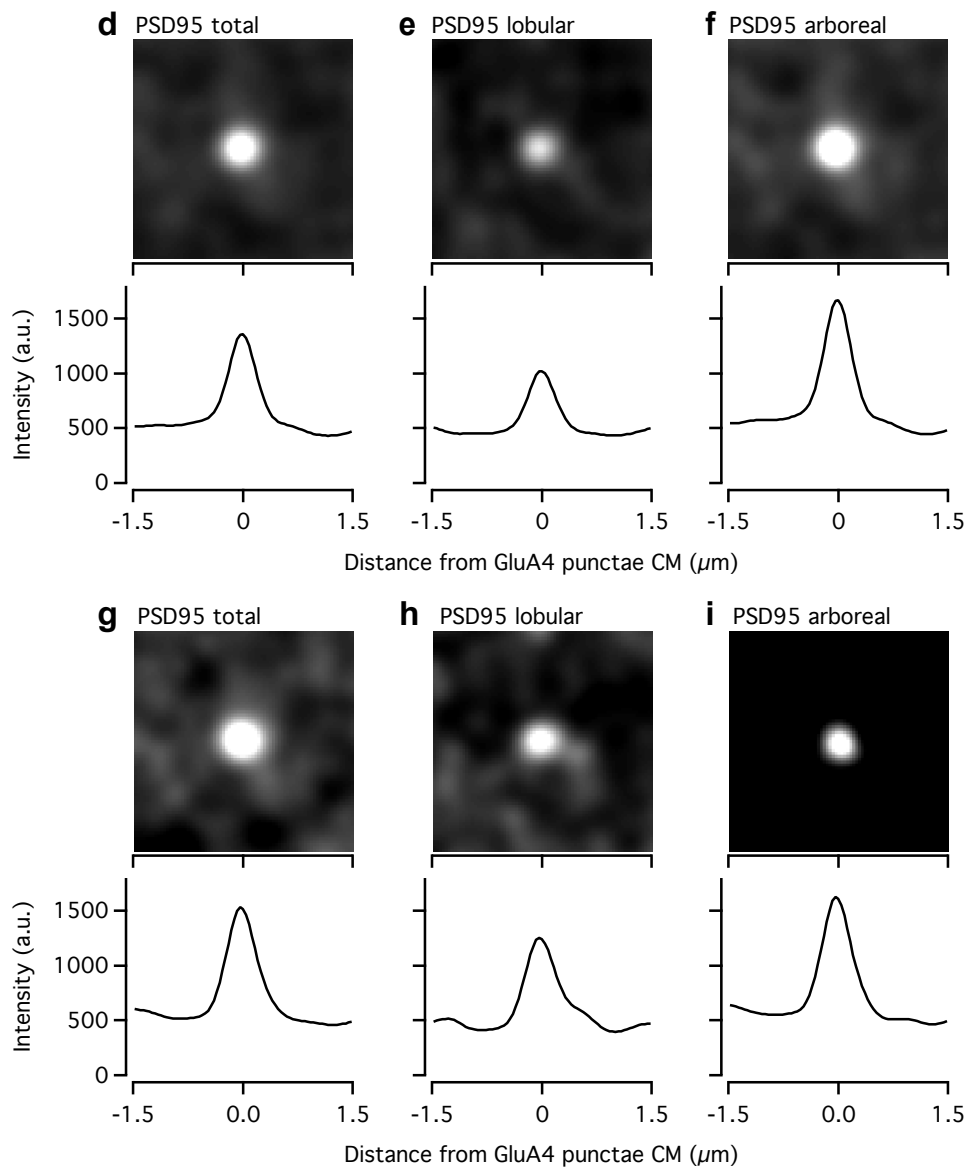 d PSD95 total e PSD95 lobular f PSD95 arboreal
1500
1000
500
0
Intensity (a.u.)
-1.5 0 1.5 -1.5 0 1.5 -1.5 0 1.5
Distance from GluA4 punctae CM (µm)
g PSD95 total h PSD95 lobular i PSD95 arboreal
1500
1000
500
0
Intensity (a.u.)
-1.5 0.0 1.5 -1.5 0 1.5 -1.5 0.0 1.5
Distance from GluA4 punctae CM (µm)